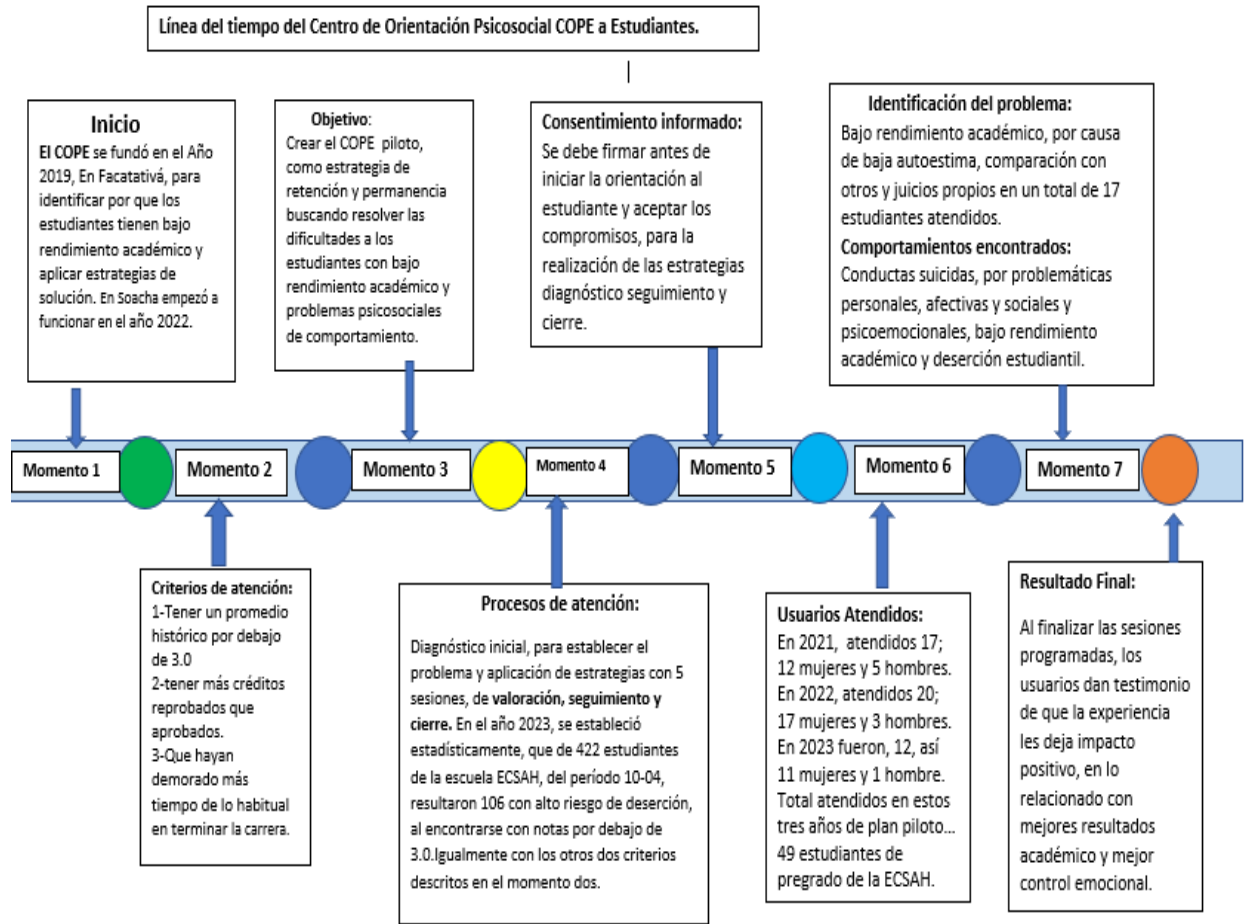 Línea del tiempo del Centro de Orientación Psicosocial COPE a Estudiantes.
Inicio
El COPE se fundó en el Año
2019, En Facatativá, para
identificar por que los
estudiantes tienen bajo
rendimiento académico y
aplicar estrategias de
solución. En Soacha empezó a
funcionar en el año 2022.
Objetivo:
Crear el COPE piloto,
como estrategia de
retención y permanencia
buscando resolver las
dificultades a los
estudiantes con bajo
rendimiento académico y
problemas psicosociales
de comportamiento.
Consentimiento informado:
Se debe firmar antes de
iniciar la orientación al
estudiante y aceptar los
compromisos, para la
realización de las estrategias
diagnóstico seguimiento y
cierre.
Identificación del problema:
Bajo rendimiento académico, por causa
de baja autoestima, comparación con
otros y juicios propios en un total de 17
estudiantes atendidos.
Comportamientos encontrados:
Conductas suicidas, por problemáticas
personales, afectivas y sociales y
psicoemocionales, bajo rendimiento
académico y deserción estudiantil.
Momento 1
Momento 2
Momento 3
Momento 4
Momento 5
Momento 6
Momento 7
Criterios de atención:
1-Tener un promedio
histórico por debajo
de 3.0
2-tener más créditos
reprobados que
aprobados.
3-Que hayan
demorado más
tiempo de lo habitual
en terminar la carrera.
Procesos de atención:
Diagnóstico inicial, para establecer el
problema y aplicación de estrategias con 5
sesiones, de valoración, seguimiento y
cierre. En el año 2023, se estableció
estadísticamente, que de 422 estudiantes
de la escuela ECSAH, del período 10-04,
resultaron 106 con alto riesgo de deserción,
al encontrarse con notas por debajo de
3.0.Igualmente con los otros dos criterios
descritos en el momento dos.
Usuarios Atendidos:
En 2021, atendidos 17;
12 mujeres y 5 hombres.
En 2022, atendidos 20;
17 mujeres y 3 hombres.
En 2023 fueron, 12, así
11 mujeres y 1 hombre.
Total atendidos en estos
tres años de plan piloto...
49 estudiantes de
pregrado de la ECSAH.
Resultado Final:
Al finalizar las sesiones
programadas, los
usuarios dan testimonio
de que la experiencia
les deja impacto
positivo, en lo
relacionado con
mejores resultados
académico y mejor
control emocional.